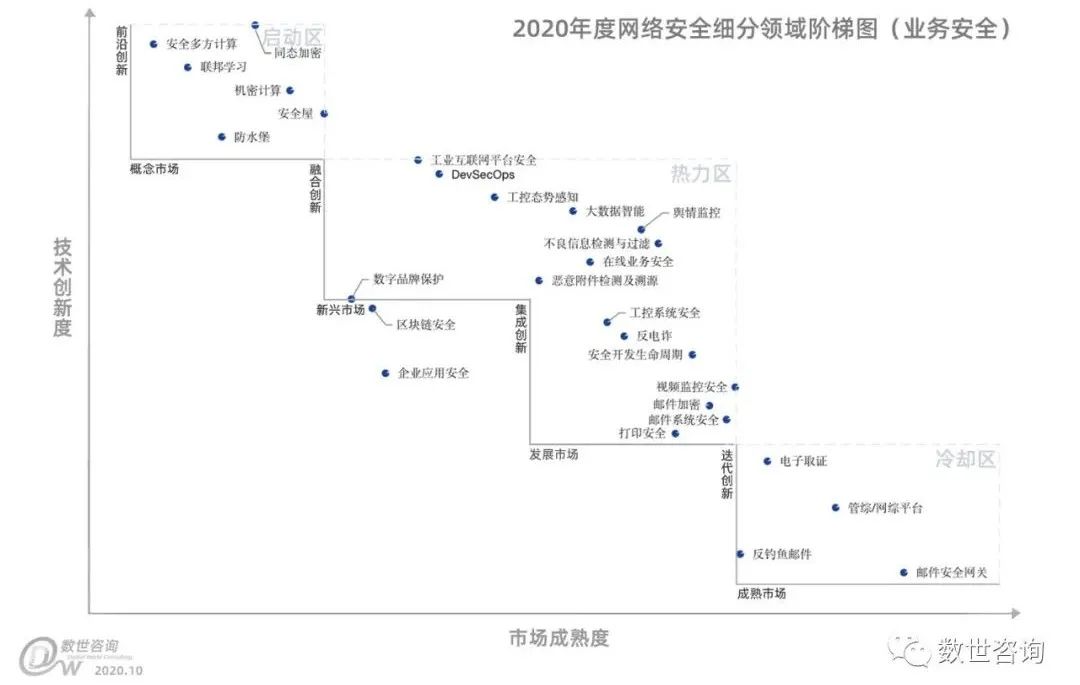 2020年度网络安全细分领域阶梯图（业务安全）
前沿创新
启动区
安全多方计算
同态加密
联邦学习
机密计算
安全屋
防水堡
概念市场
融合创新
工业互联网平台安全
热力区
DevSecOps
工控态势感知
大数据智能
舆情监控
不良信息检测与过滤
在线业务安全
恶意附件检测及溯源
数字品牌保护
新兴市场
集成创新
区块链安全
工控系统安全
反电诈
安全开发生命周期
企业应用安全
视频监控安全
邮件加密
邮件系统安全
打印安全
发展市场
迭代创新
冷却区
电子取证
管综/网综平台
反钓鱼邮件
邮件安全网关
成熟市场
技术创新度
市场成熟度
数世咨询
Digital World Consulting
DW
2020.10
数世咨询